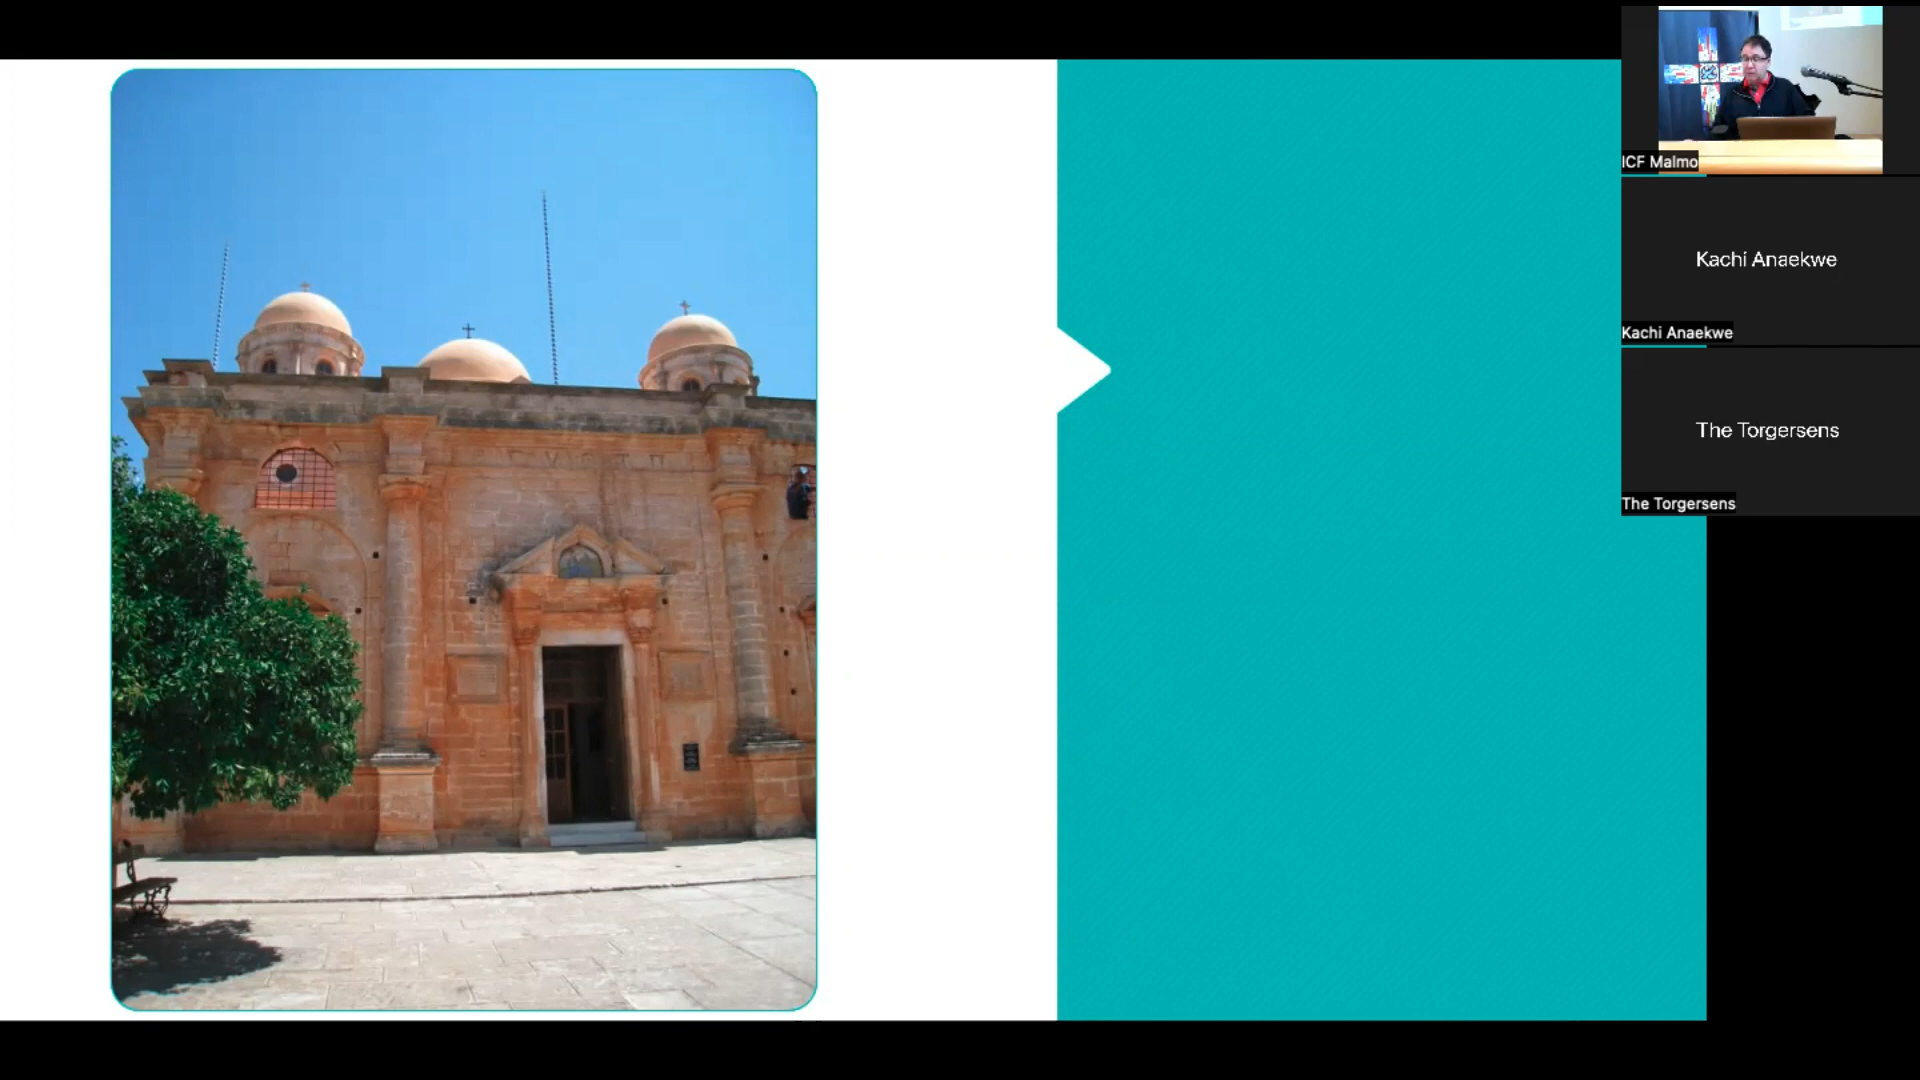 ICF Malmo
Kachi Anaekwe
Kachi Anaekwe
The Torgersens
The Torgersens